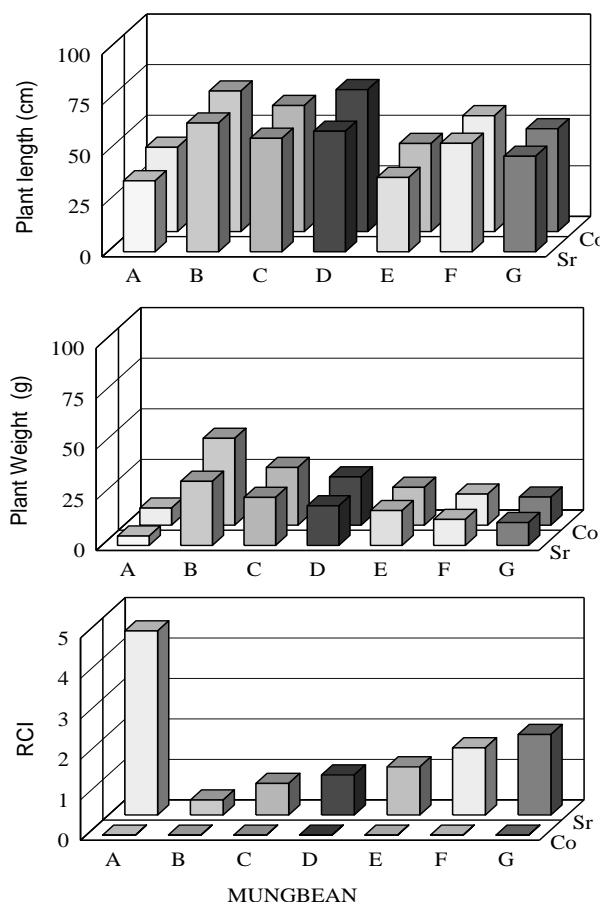 Plant length (cm)
100
75
50
25
0
A B C D E F G
Co
Sr
Plant Weight (g)
100
75
50
25
0
A B C D E F G
Co
Sr
RCI
5
4
3
2
1
0
A B C D E F G
Sr
Co
MUNGBEAN